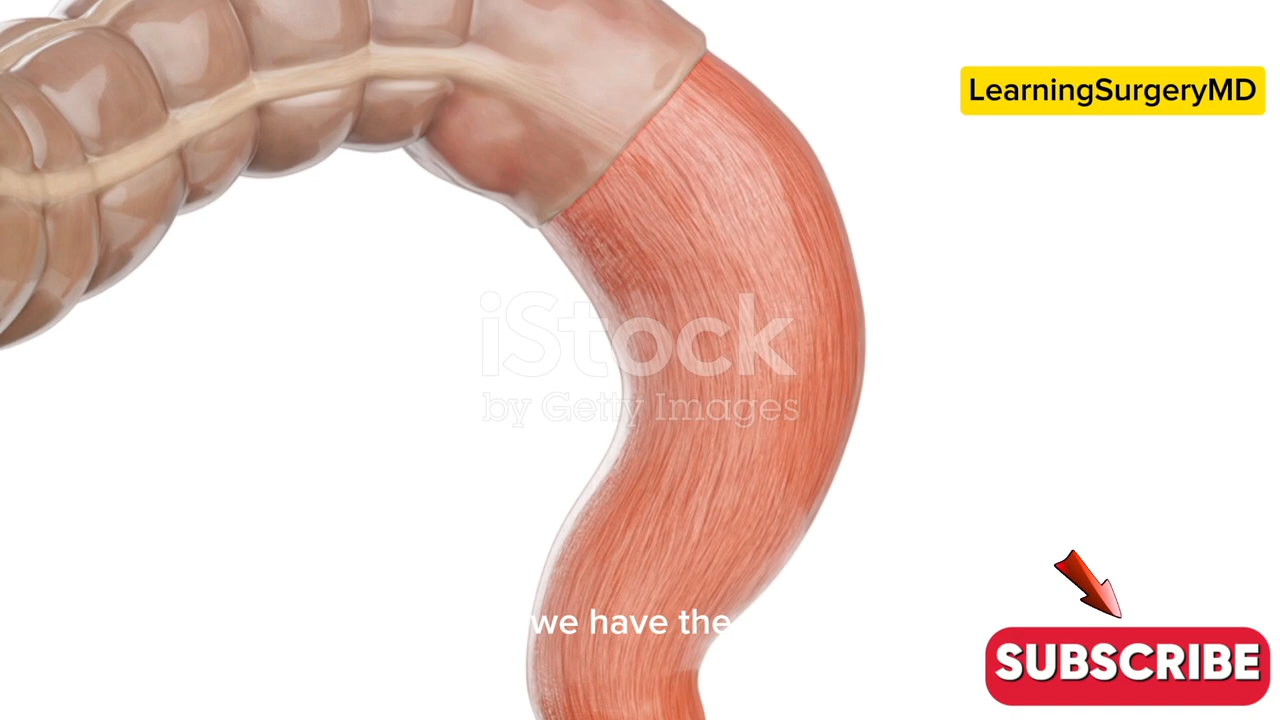 LearningSurgeryMD
iStock
by Getty Images
we have the
SUBSCRIBE